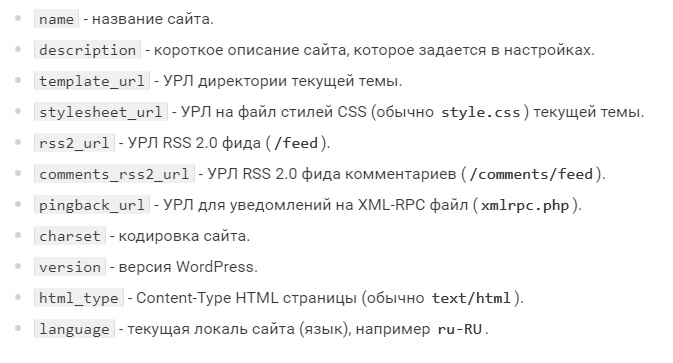 name - название сайта.
description - короткое описание сайта, которое задается в настройках.
template_url - УРЛ директории текущей темы.
stylesheet_url - УРЛ на файл стилей CSS (обычно style.css) текущей темы.
rss2_url - УРЛ RSS 2.0 фида (/feed).
comments_rss2_url - УРЛ RSS 2.0 фида комментариев (/comments/feed).
pingback_url - УРЛ для уведомлений на XML-RPC файл (xmlrpc.php).
charset - кодировка сайта.
version - версия WordPress.
html_type - Content-Type HTML страницы (обычно text/html).
language - текущая локаль сайта (язык), например ru-RU.